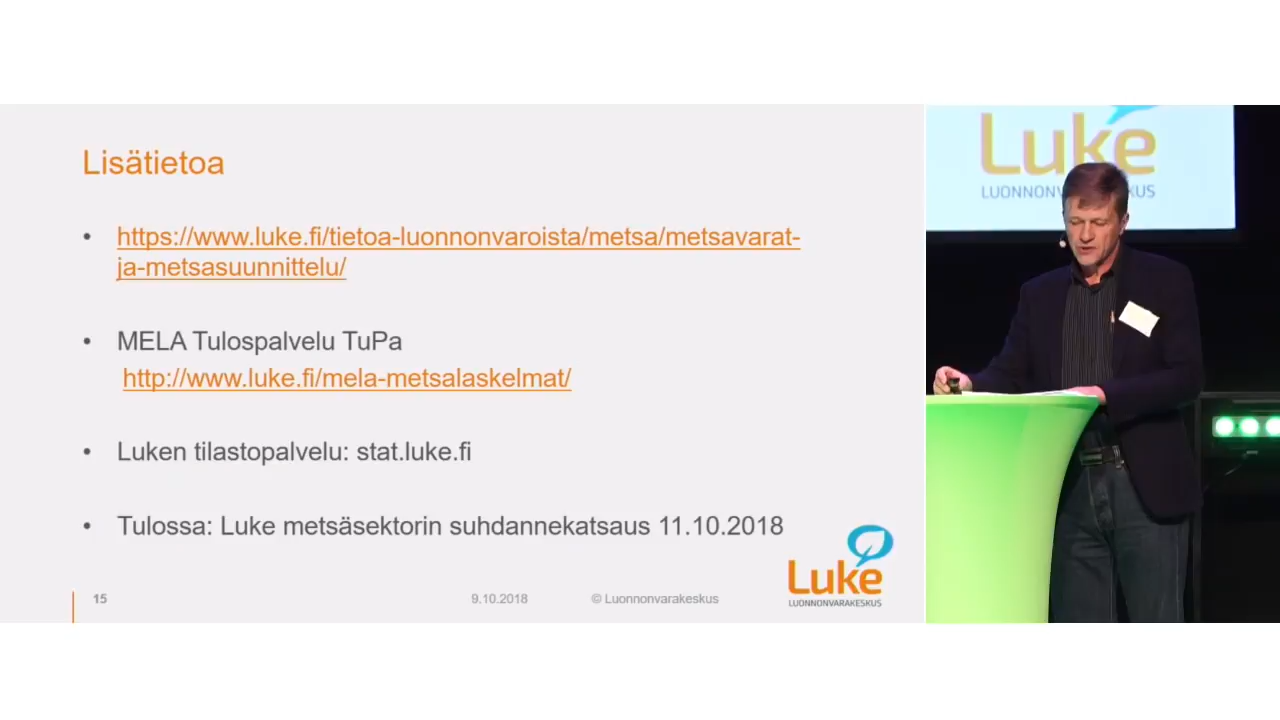 Lisätietoa
• https://www.luke.fi/tietoa-luonnonvaroista/metsa/metsavarat-
ja-metsasuunnittelu/
• MELA Tulospalvelu TuPa
http://www.luke.fi/mela-metsalaskelmat/
• Luken tilastopalvelu: stat.luke.fi
• Tulossa: Luke metsäsektorin suhdannekatsaus 11.10.2018
15
9.10.2018
© Luonnonvarakeskus
Luke
LUONNONVARAKESKUS
Luke
LUONNONV
KUS